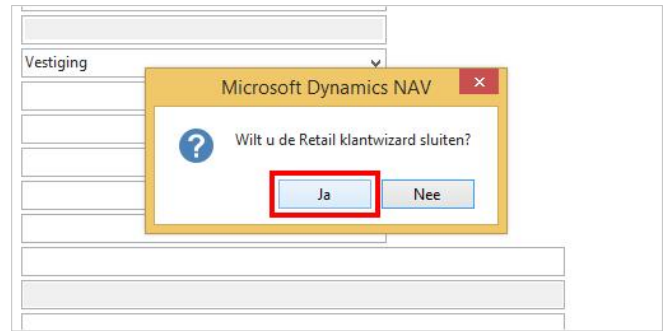 Vestiging
Microsoft Dynamics NAV
Wilt u de Retail klantwizard sluiten?
Ja
Nee